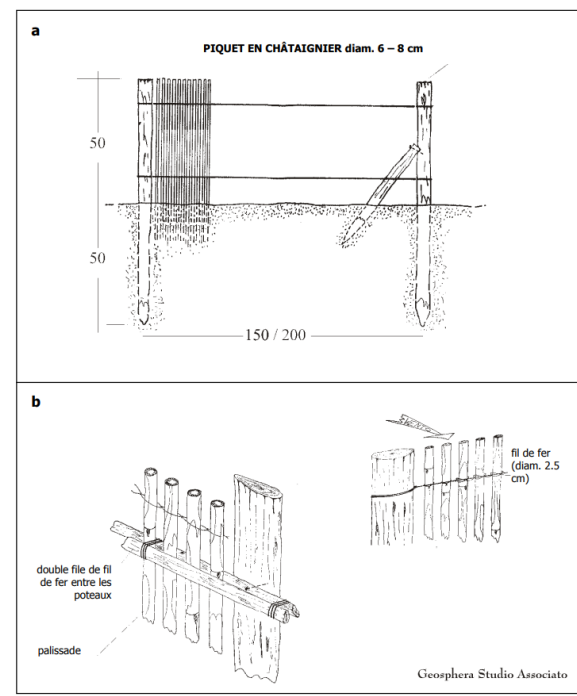 a
PIQUET EN CHÂTAIGNIER diam. 6 – 8 cm
50
50
150 / 200
b
fil de fer
(diam. 2.5
cm)
double file de fil
de fer entre les
poteaux
palissade
Geosphera Studio Associato